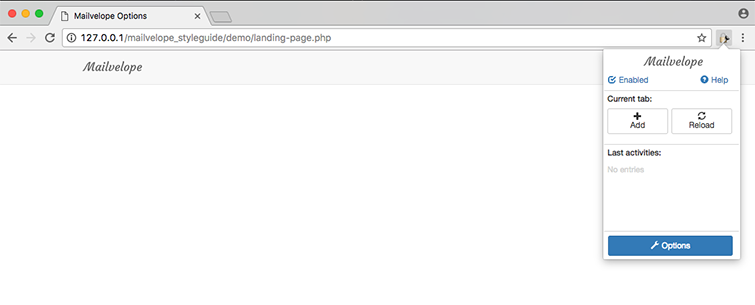 Mailvelope Options
127.0.0.1/mailvelope_styleguide/demo/landing-page.php
Mailvelope
Mailvelope
Enabled Help
Current tab:
Add Reload
Last activities:
No entries
Options